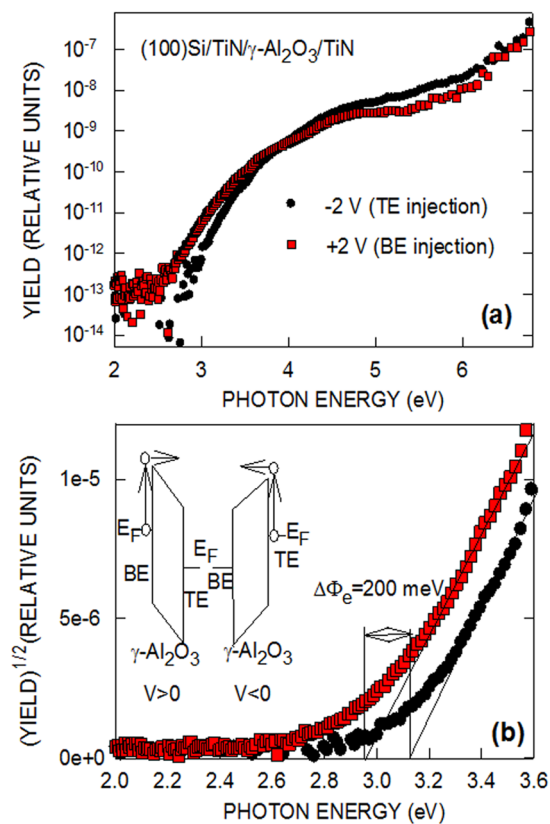 (100)Si/TiN/γ-Al2O3/TiN
10-7
10-8
10-9
10-10
10-11
10-12
10-13
10-14
YIELD (RELATIVE UNITS)
-2 V (TE injection)
+2 V (BE injection)
(a)
2 3 4 5 6
PHOTON ENERGY (eV)
(YIELD)1/2(RELATIVE UNITS)
1e-5
5e-6
0e+0
EF
BE
EF
TE
BE
EF
TE
γ-Al2O3 γ-Al2O3
V>0 V<0
ΔΦe=200 meV
(b)
2.0 2.2 2.4 2.6 2.8 3.0 3.2 3.4 3.6
PHOTON ENERGY (eV)